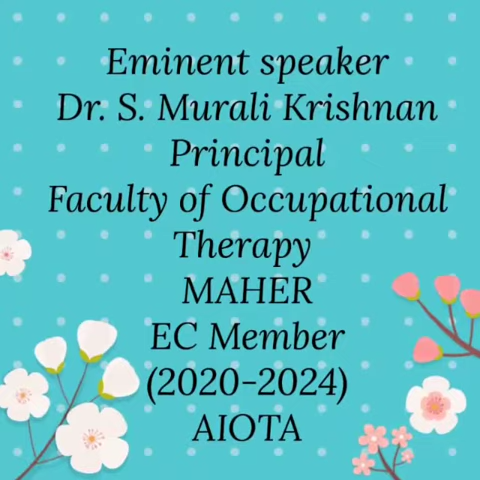 Eminent speaker
Dr. S. Murali Krishnan
Principal
Faculty of Occupational
Therapy
MAHER
EC Member
(2020-2024)
AIOTA